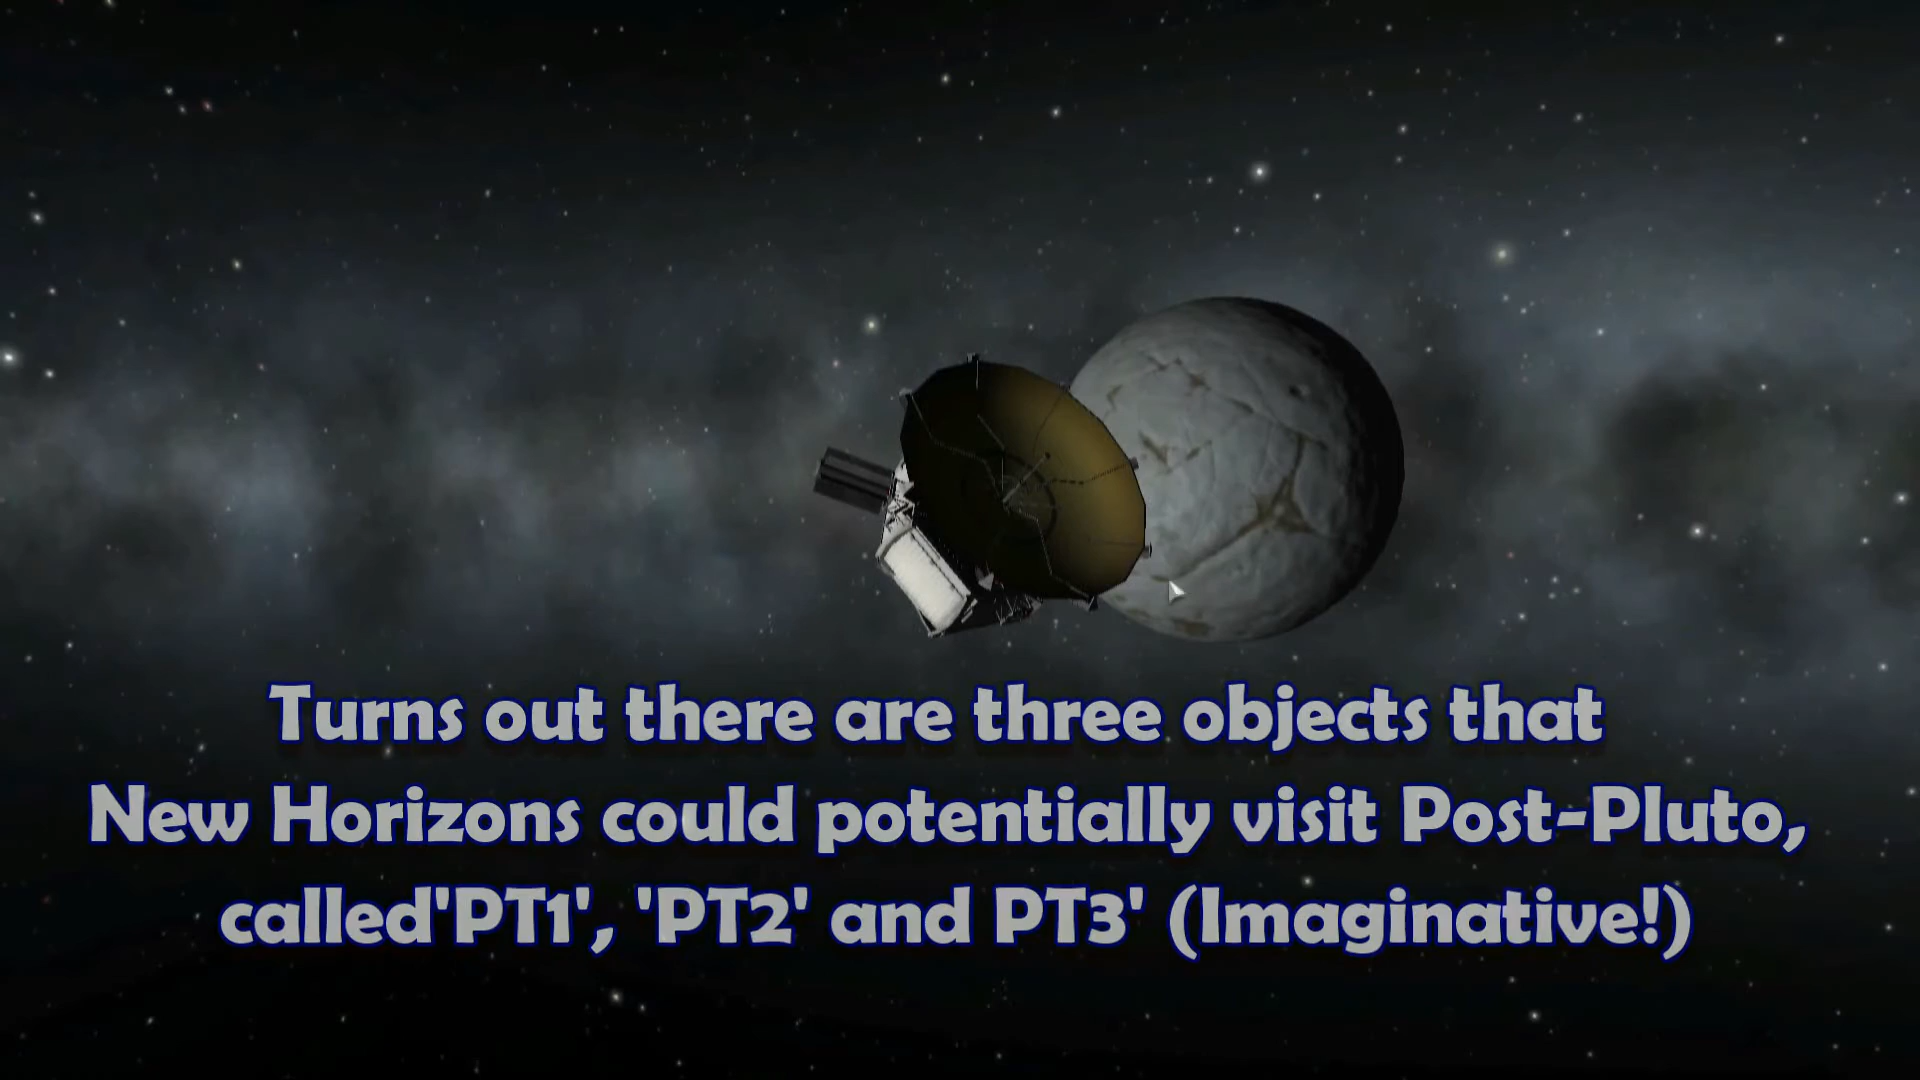 Turns out there are three objects that
New Horizons could potentially visit Post-Pluto,
called'PT1', 'PT2' and PT3' (Imaginative!)